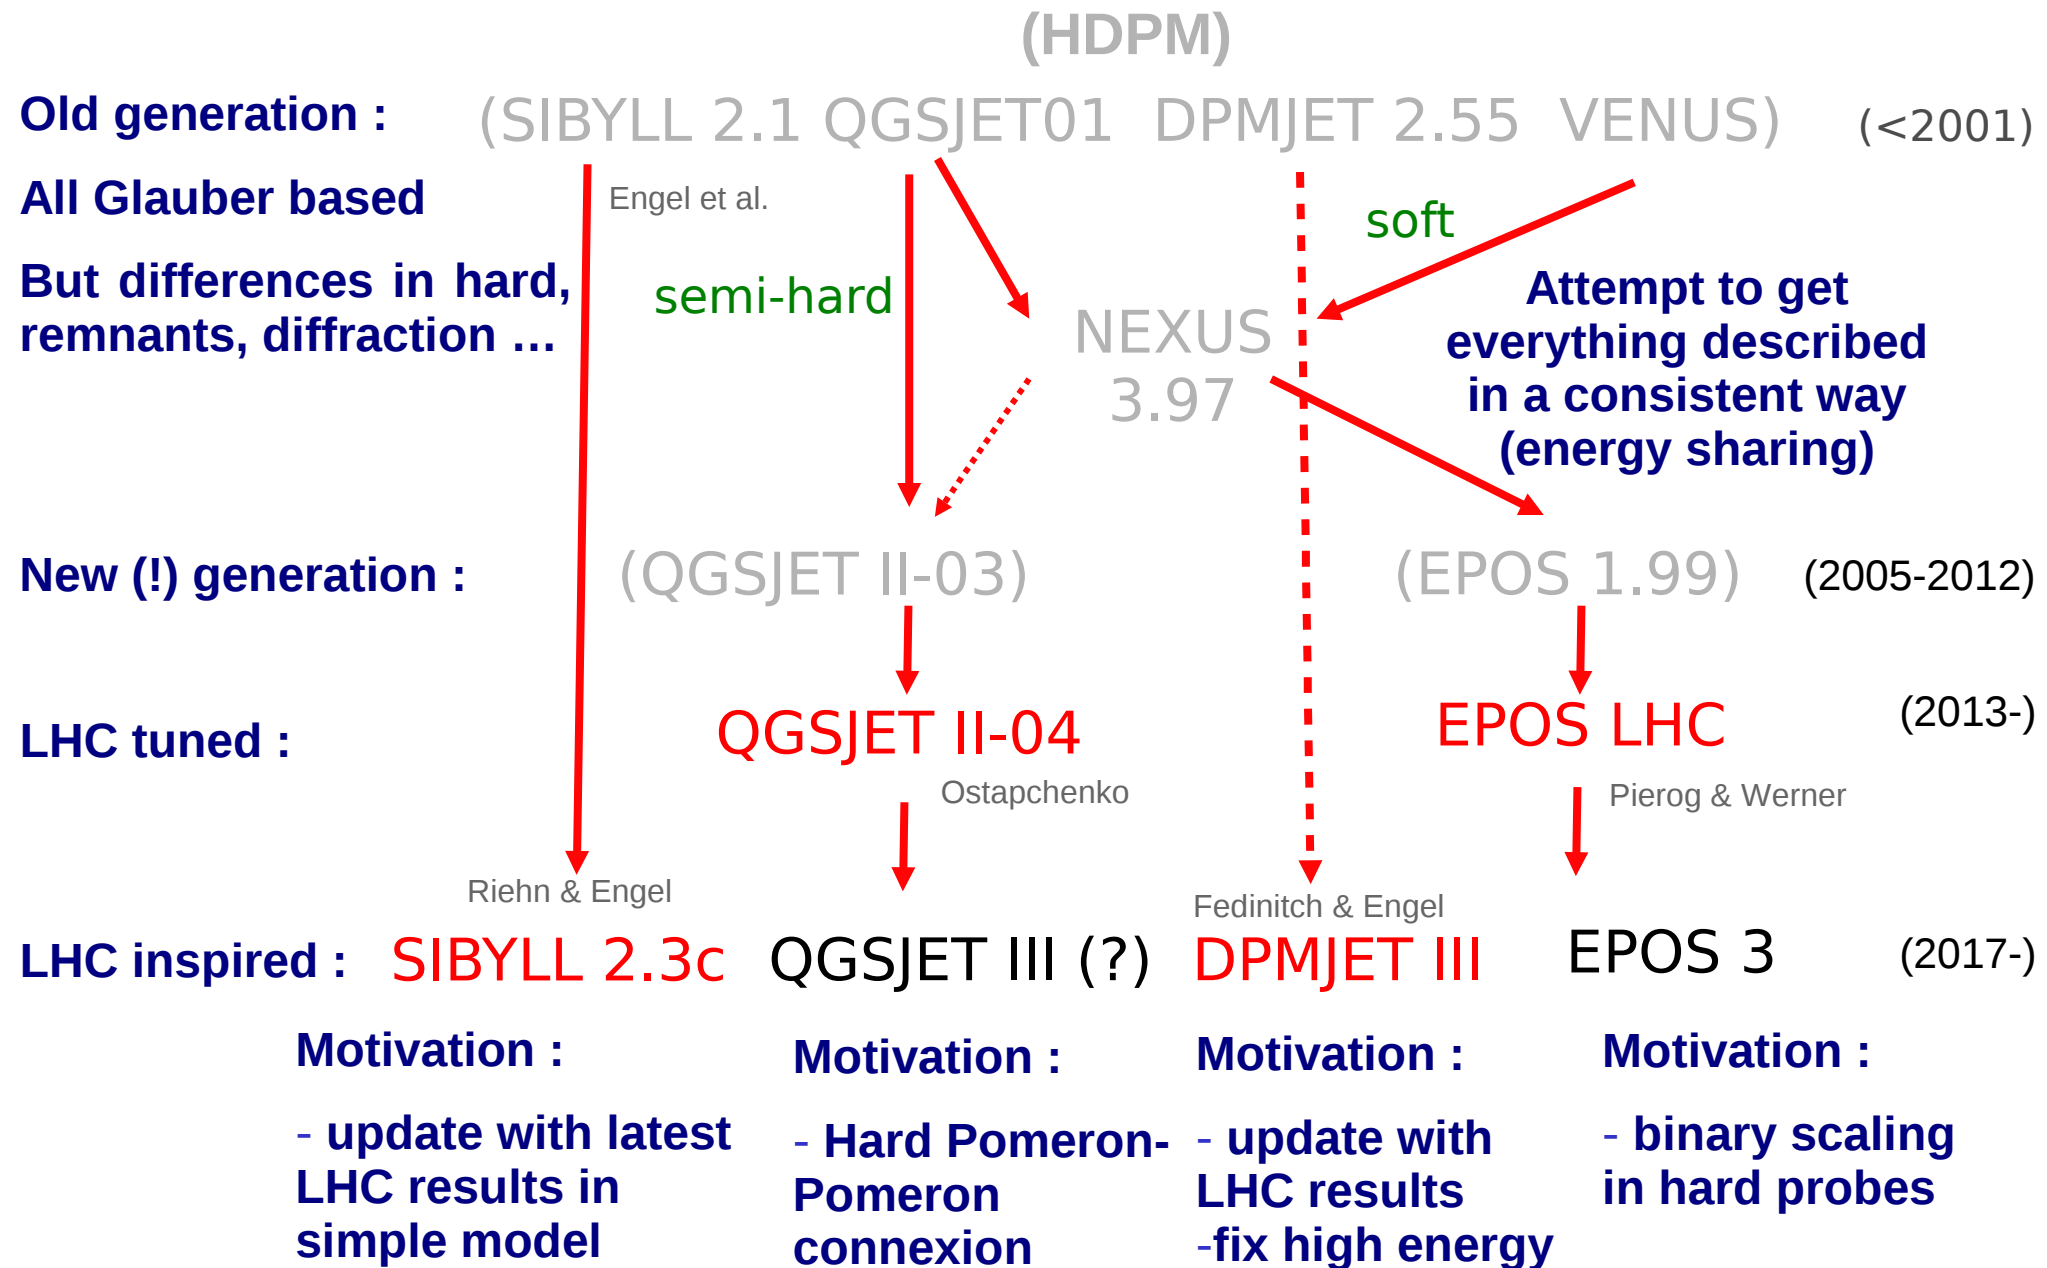 (HDPM)
Old generation :
(SIBYLL 2.1 QGSJET01 DPMJET 2.55 VENUS)
(<2001)
All Glauber based
Engel et al.
soft
But differences in hard,
remnants, diffraction ...
semi-hard
Attempt to get
everything described
in a consistent way
(energy sharing)
NEXUS
3.97
New (!) generation :
(QGSJET II-03)
(EPOS 1.99)
(2005-2012)
LHC tuned :
QGSJET II-04
EPOS LHC
(2013-)
Ostapchenko
Pierog & Werner
Riehn & Engel
Fedinitch & Engel
LHC inspired :
SIBYLL 2.3c
QGSJET III (?)
DPMJET III
EPOS 3
(2017-)
Motivation :
- update with latest
LHC results in
simple model
Motivation :
- Hard Pomeron-
Pomeron
connexion
Motivation :
- update with
LHC results
-fix high energy
Motivation :
- binary scaling
in hard probes